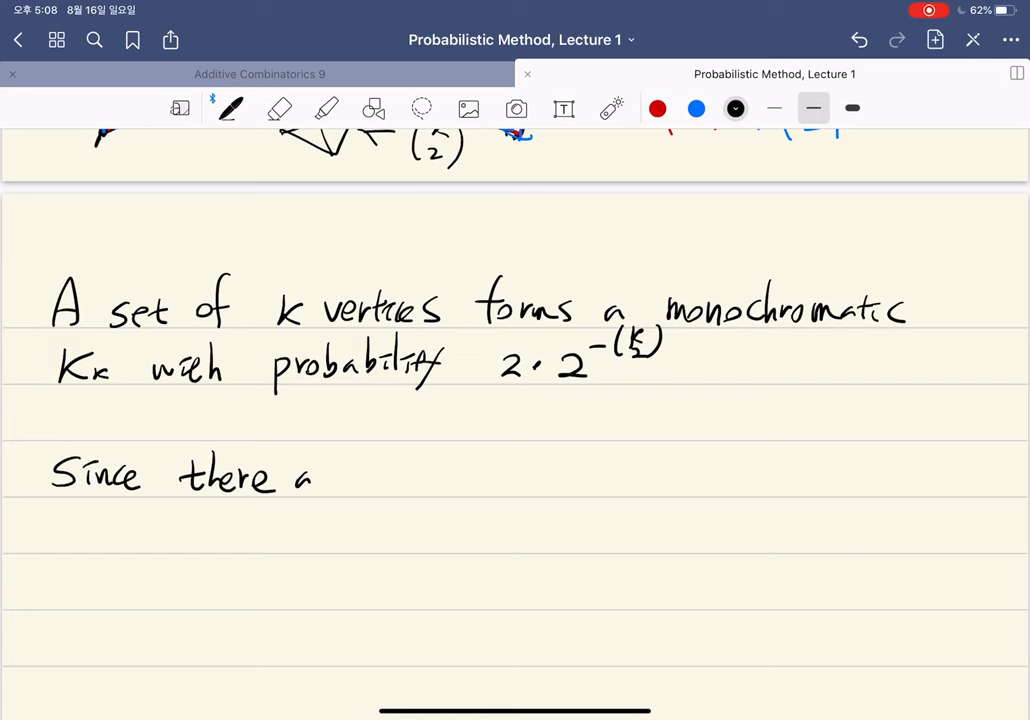 오후 5:08 8월 16일 일요일
62%
Probabilistic Method, Lecture 1
Additive Combinatorics 9
Probabilistic Method, Lecture 1
T
(2)
A set of k vertices forms a monochromatic
Kk with probability 2 · 2^-(k 2)
Since there a